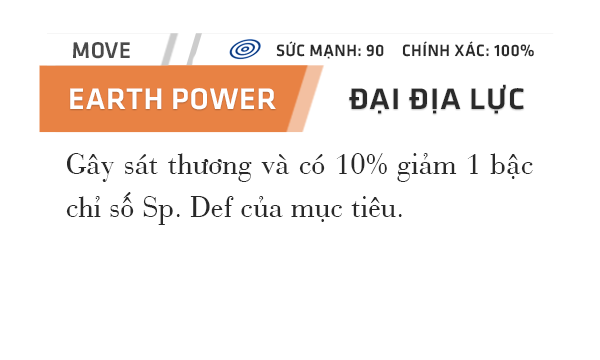 MOVE SỨC MẠNH: 90 CHÍNH XÁC: 100%
EARTH POWER ĐẠI ĐỊA LỰC
Gây sát thương và có 10% giảm 1 bậc
chỉ số Sp. Def của mục tiêu.